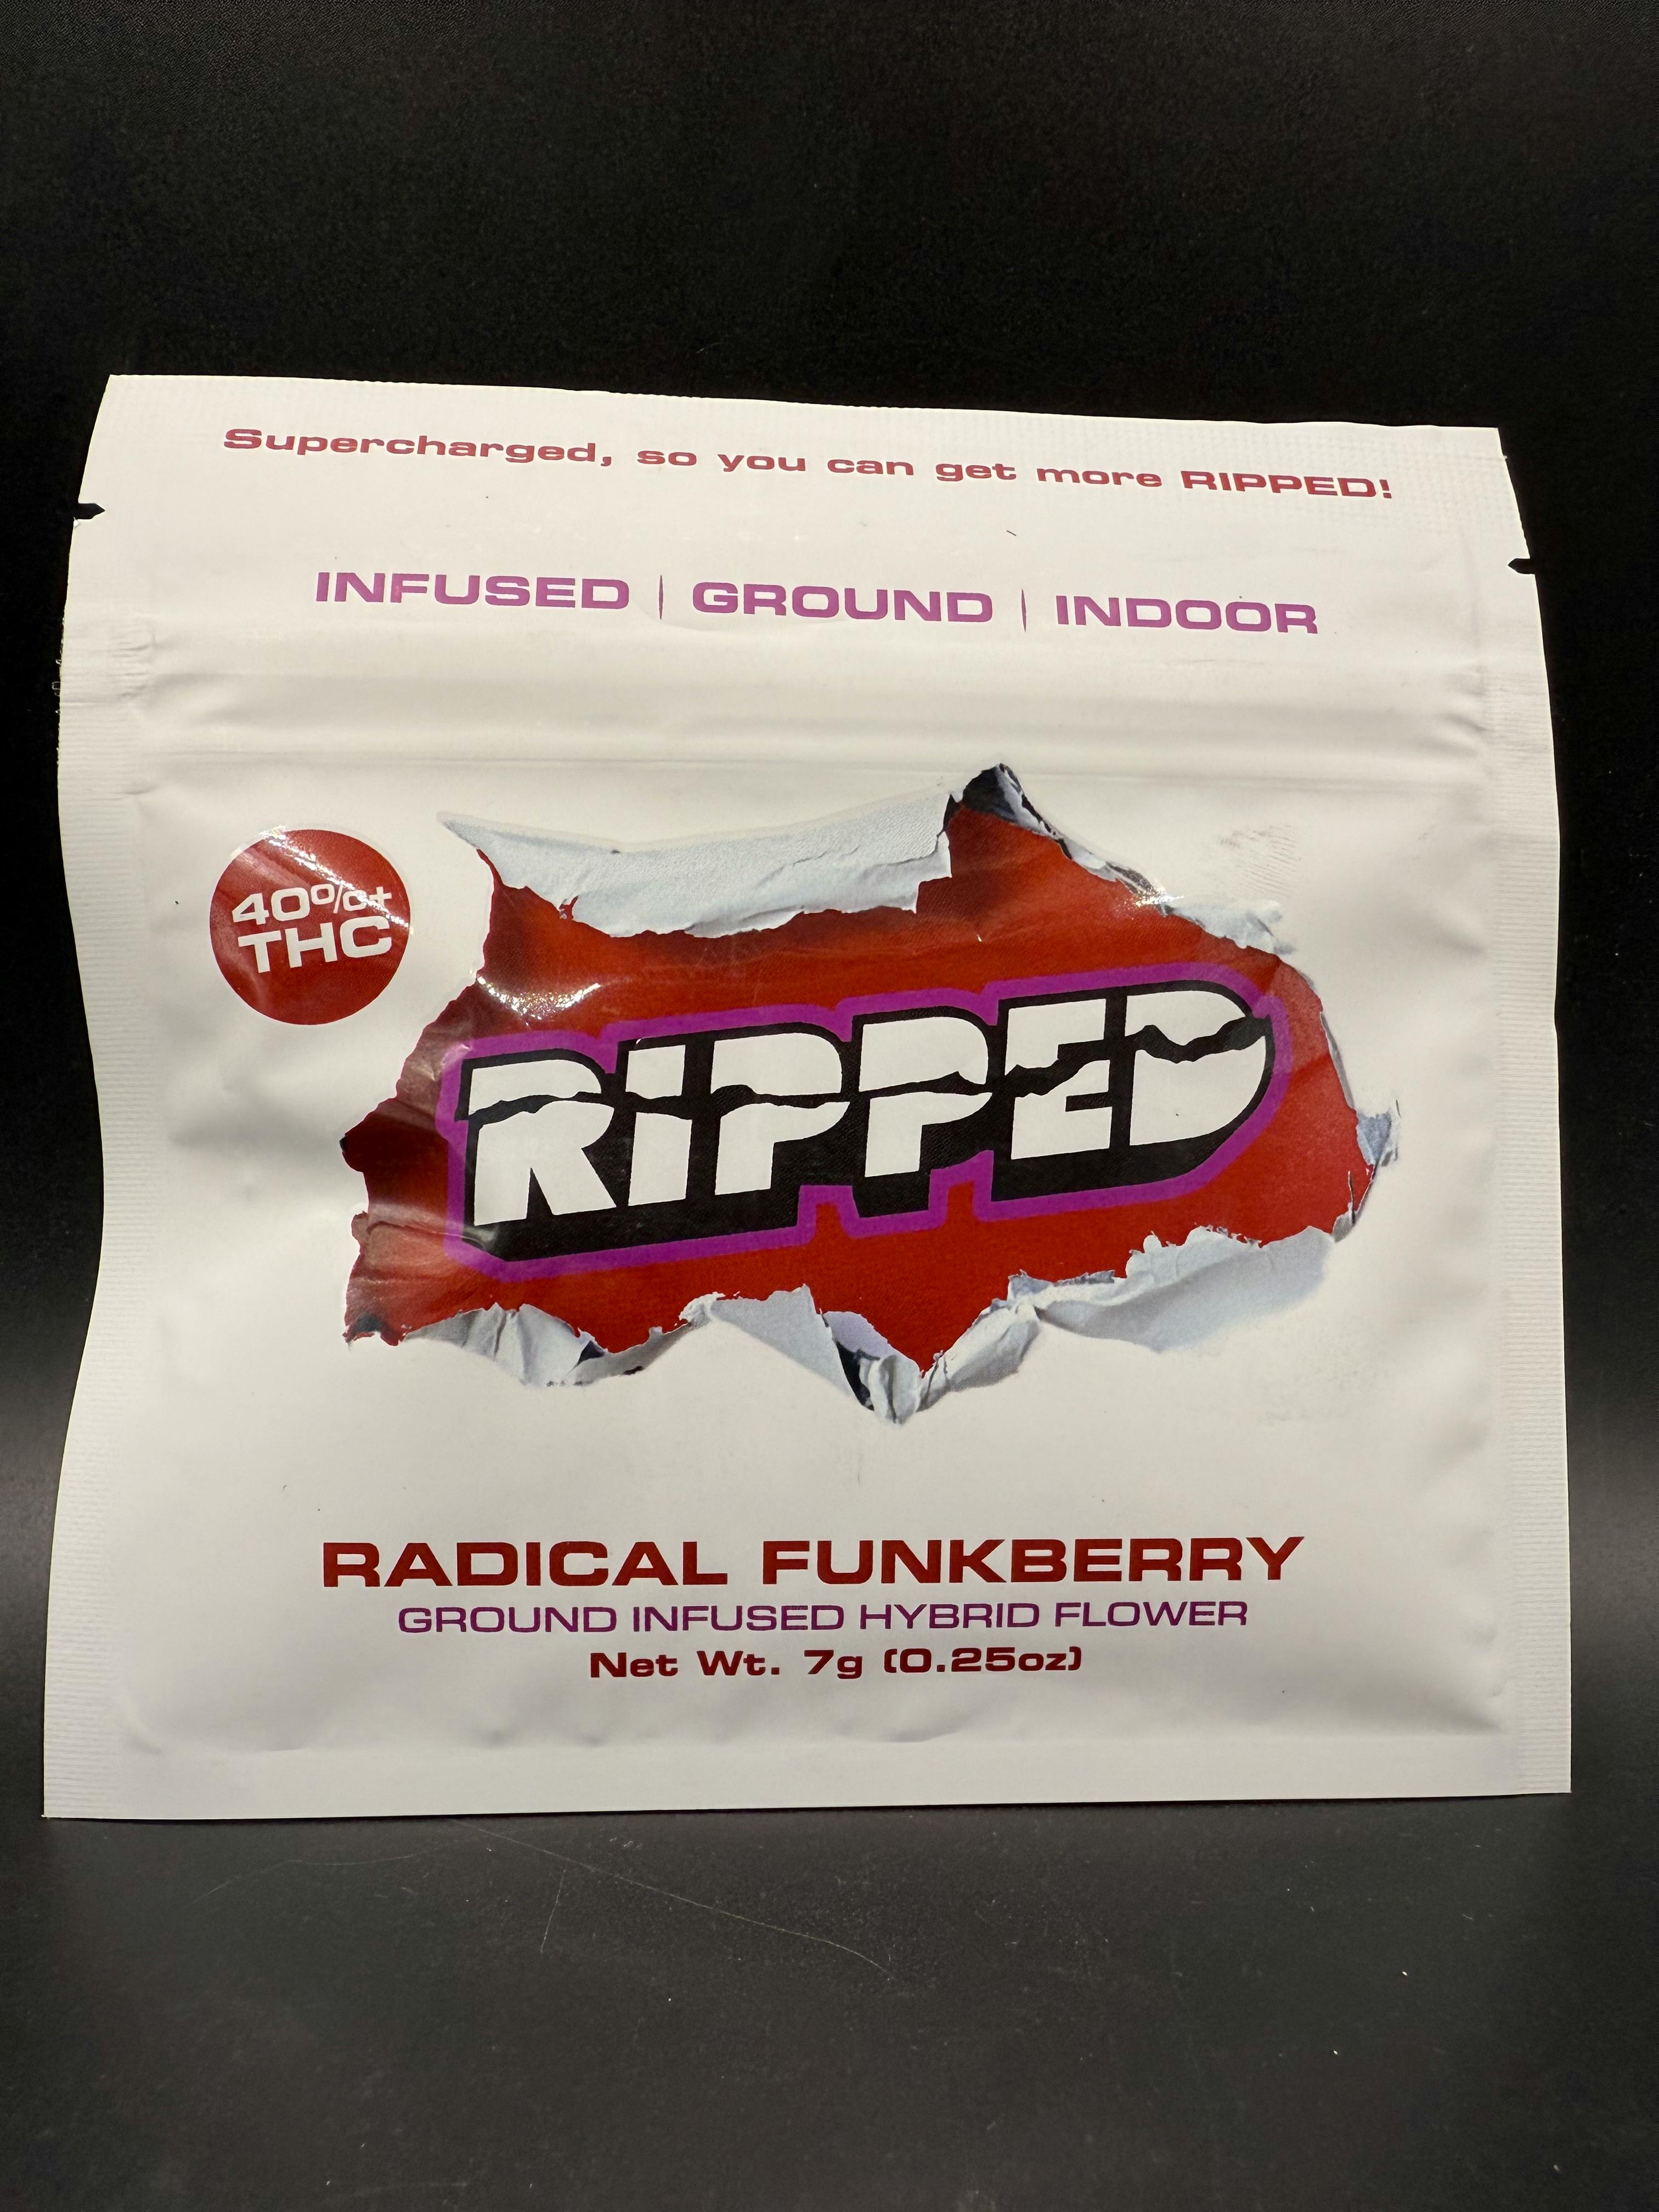 Supercharged, so you can get more RIPPED!
INFUSED | GROUND | INDOOR
40%+
THC
RIPPED
RADICAL FUNKBERRY
GROUND INFUSED HYBRID FLOWER
Net Wt. 7g (0.25oz)